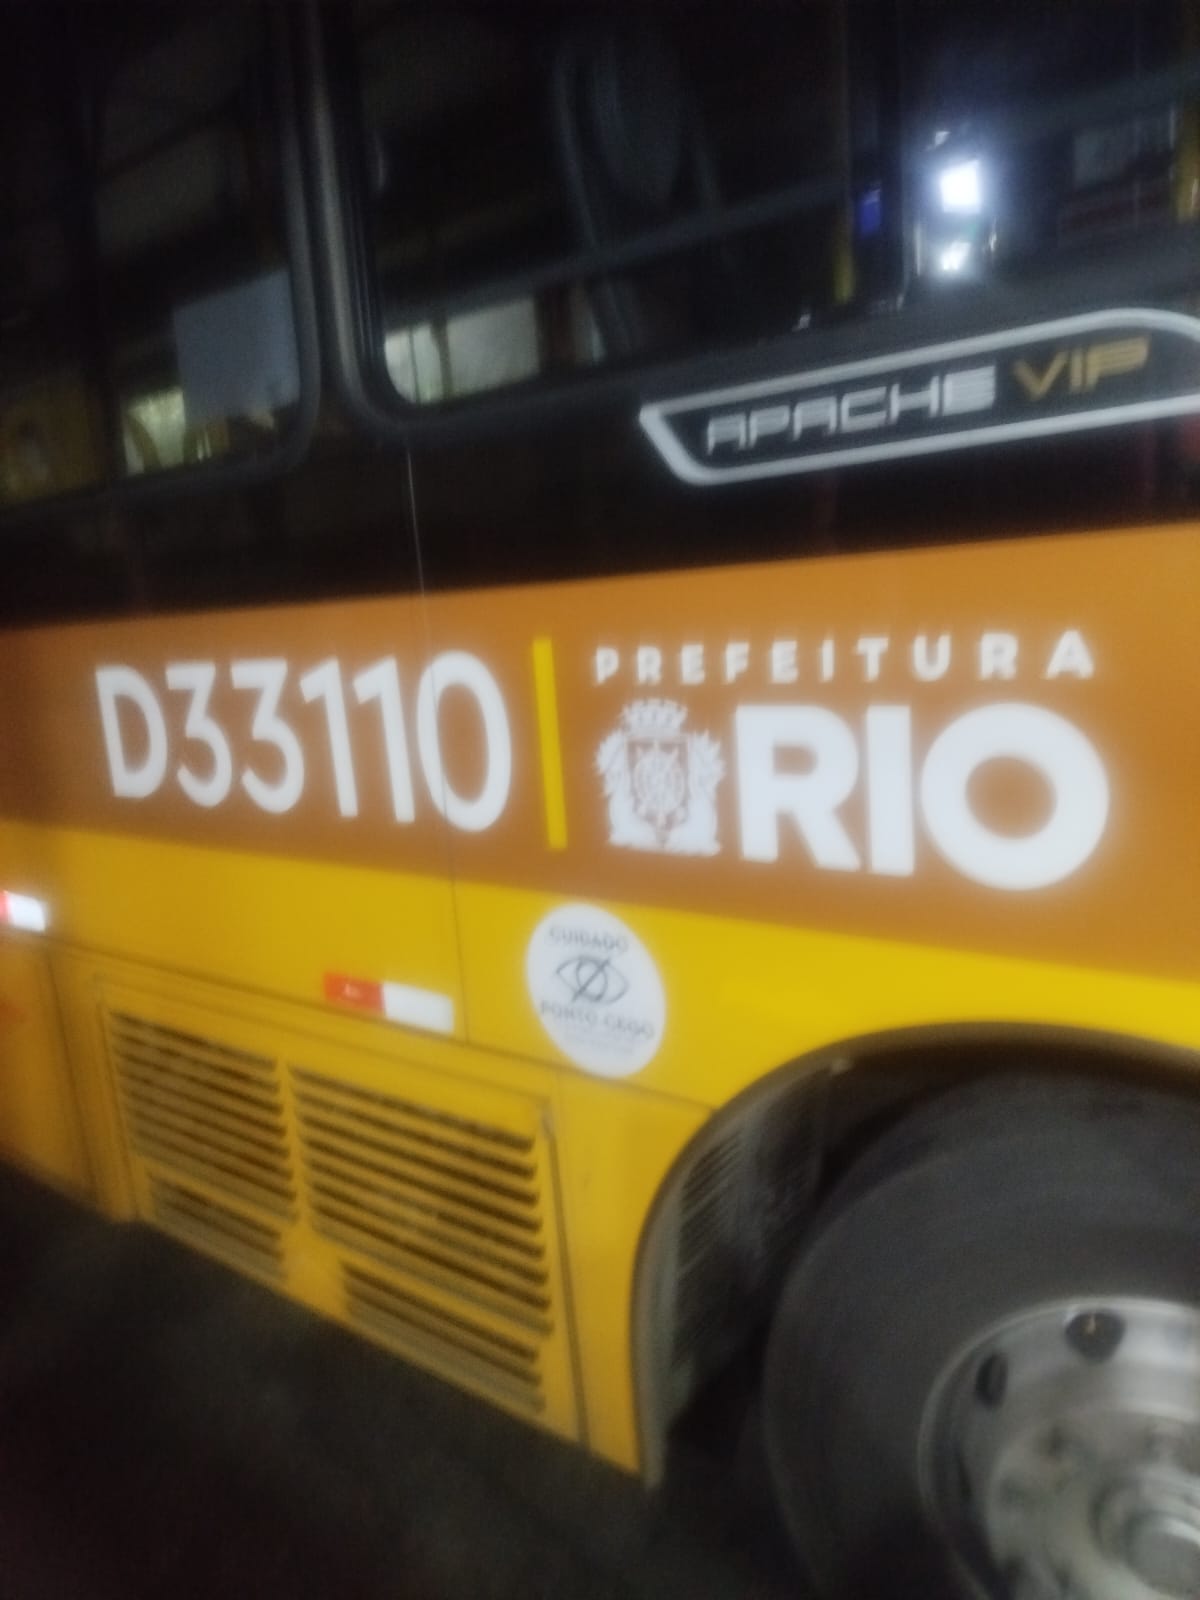 APACHE VIP
D33110
PREFEITURA
RIO
CUIDADO
PONTO CEGO